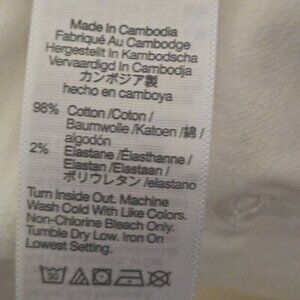 Made In Cambodia
Fabriqué Au Cambodge
Hergestellt In Kambodscha
Vervaardigd In Cambodja
カンボジア製
hecho en camboya
98% Cotton /Coton /
Baumwolle /Katoen /綿 /
algodón
2% Elastane /Élasthanne /
Elastan /Elastaan /
ポリウレタン /elastano
Turn Inside Out. Machine
Wash Cold With Like Colors.
Non-Chlorine Bleach Only.
Tumble Dry Low. Iron On
Lowest Setting.